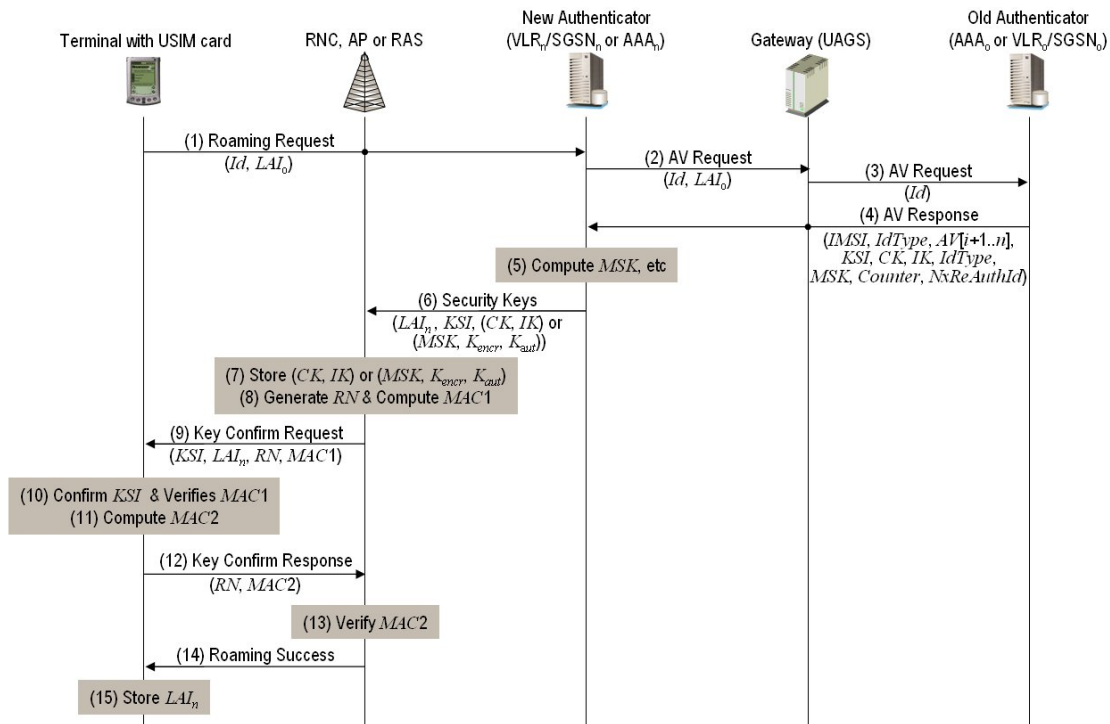 Terminal with USIM card
RNC, AP or RAS
New Authenticator
(VLRn/SGSNn or AAAn)
Gateway (UAGS)
Old Authenticator
(AAAo or VLRo/SGSNo)
(1) Roaming Request
(Id, LAIo)
(2) AV Request
(Id, LAIo)
(3) AV Request
(Id)
(4) AV Response
(IMSI, IdType, AV[i+1..n],
KSI, CK, IK, IdType,
MSK, Counter, NxReAuthId)
(5) Compute MSK, etc
(6) Security Keys
(LAIn, KSI, (CK, IK) or
(MSK, Kencr, Kaut))
(7) Store (CK, IK) or (MSK, Kencr, Kaut)
(8) Generate RN & Compute MAC1
(9) Key Confirm Request
(KSI, LAIn, RN, MAC1)
(10) Confirm KSI & Verifies MAC1
(11) Compute MAC2
(12) Key Confirm Response
(RN, MAC2)
(13) Verify MAC2
(14) Roaming Success
(15) Store LAIn